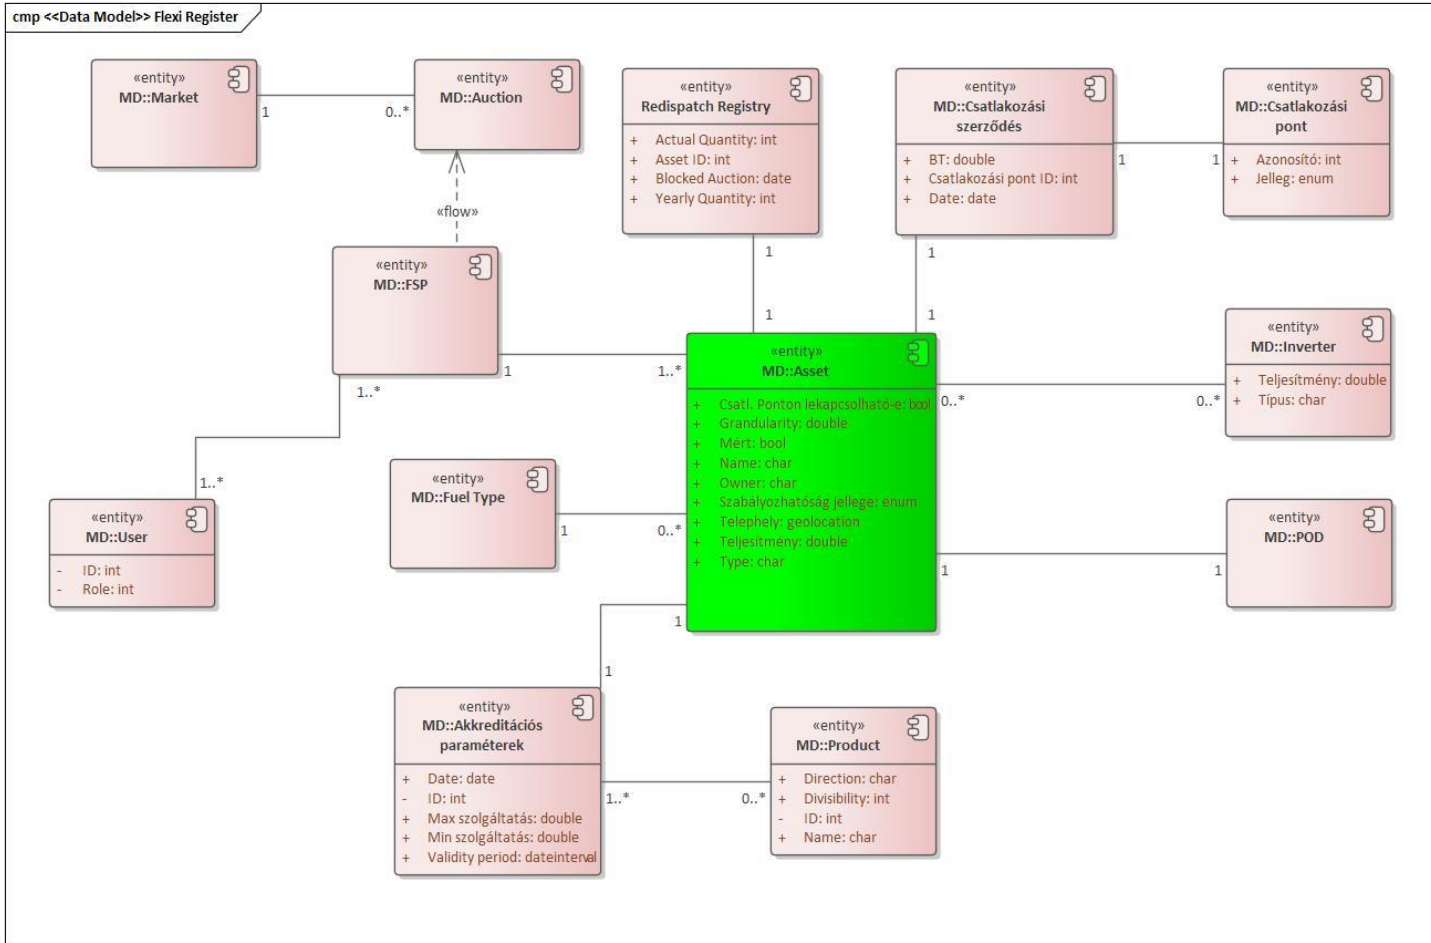 cmp <<Data Model>> Flexi Register
«entity»
MD::Market
1
0..*
«entity»
MD::Auction
«flow»
«entity»
MD::FSP
1
1..*
1..*
1..*
«entity»
MD::User
- ID: int
- Role: int
«entity»
Redispatch Registry
+ Actual Quantity: int
+ Asset ID: int
+ Blocked Auction: date
+ Yearly Quantity: int
1
1
«entity»
MD::Csatlakozási
szerződés
+ BT: double
+ Csatlakozási pont ID: int
+ Date: date
1
1
1
1
«entity»
MD::Csatlakozási
pont
+ Azonosító: int
+ Jelleg: enum
«entity»
MD::Asset
+ Csatl. Ponton lekapcsolható-e: bool
+ Grandularity: double
+ Mért: bool
+ Name: char
+ Owner: char
+ Szabályozhatóság jellege: enum
+ Telephely: geolocation
+ Teljesítmény: double
+ Type: char
0..*
0..*
«entity»
MD::Inverter
+ Teljesítmény: double
+ Típus: char
«entity»
MD::Fuel Type
1
0..*
1
1
«entity»
MD::POD
1
1
«entity»
MD::Akkreditációs
paraméterek
+ Date: date
- ID: int
+ Max szolgáltatás: double
+ Min szolgáltatás: double
+ Validity period: dateinterval
1..*
0..*
«entity»
MD::Product
+ Direction: char
+ Divisibility: int
- ID: int
+ Name: char